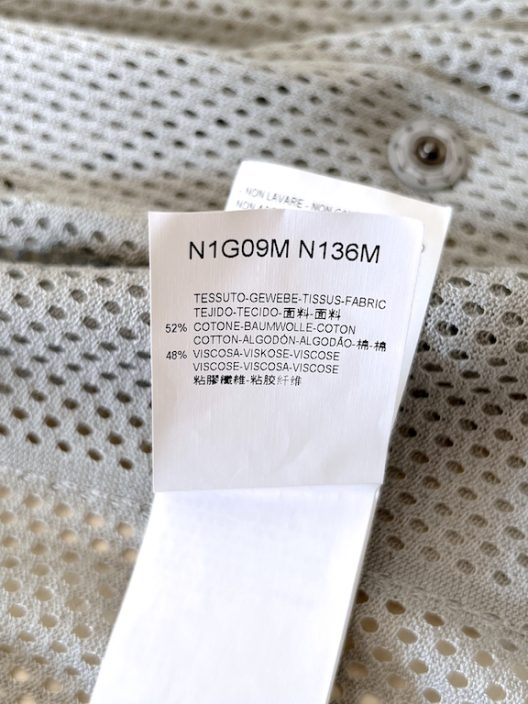 - NON LAVARE - NON
N1G09M N136M
TESSUTO-GEWEBE-TISSUS-FABRIC
TEJIDO-TECIDO-面料-面料
52% COTONE-BAUMWOLLE-COTON
COTTON-ALGODÓN-ALGODÃO-棉-棉
48% VISCOSA-VISKOSE-VISCOSE
VISCOSE-VISCOSA-VISCOSE
粘膠纖維-粘胶纤维